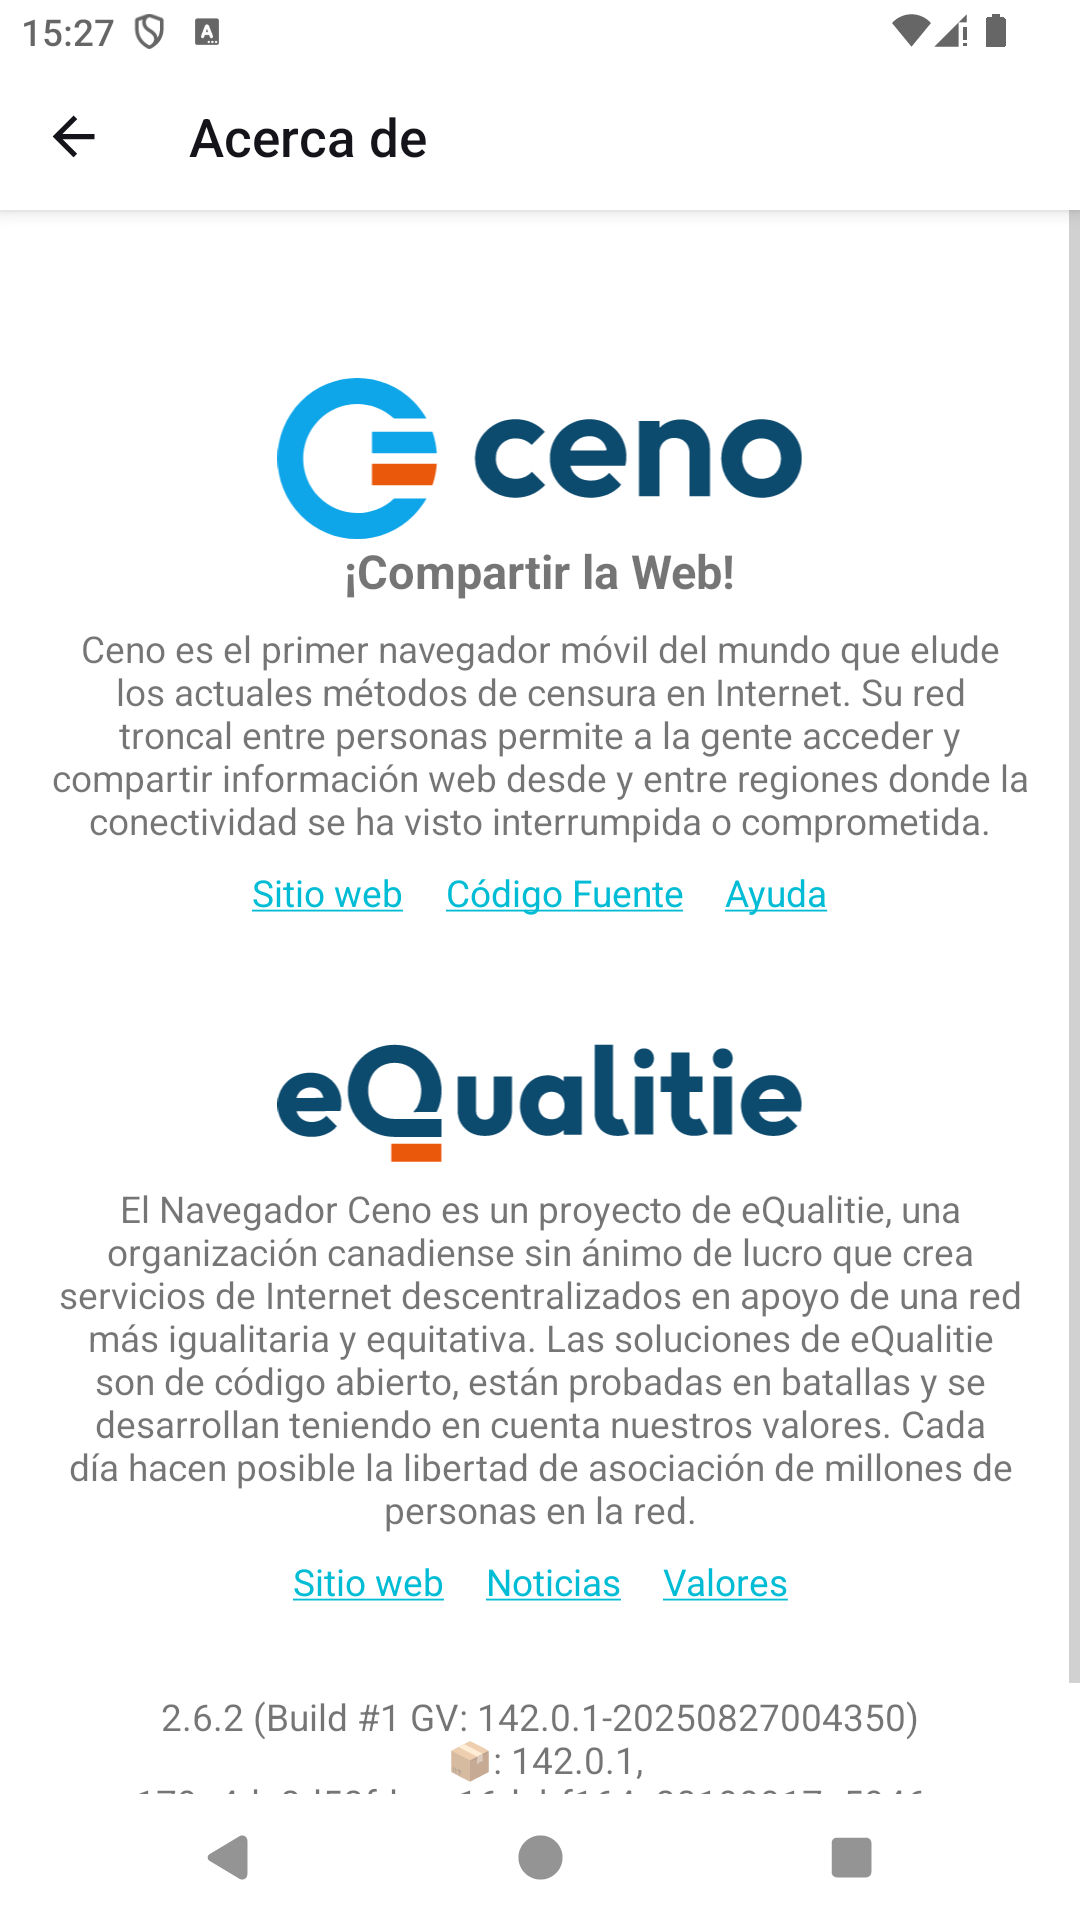 15:27
Acerca de
ceno
¡Compartir la Web!
Ceno es el primer navegador móvil del mundo que elude
los actuales métodos de censura en Internet. Su red
troncal entre personas permite a la gente acceder y
compartir información web desde y entre regiones donde la
conectividad se ha visto interrumpida o comprometida.
Sitio web Código Fuente Ayuda
eQualitie
El Navegador Ceno es un proyecto de eQualitie, una
organización canadiense sin ánimo de lucro que crea
servicios de Internet descentralizados en apoyo de una red
más igualitaria y equitativa. Las soluciones de eQualitie
son de código abierto, están probadas en batallas y se
desarrollan teniendo en cuenta nuestros valores. Cada
día hacen posible la libertad de asociación de millones de
personas en la red.
Sitio web Noticias Valores
2.6.2 (Build #1 GV: 142.0.1-20250827004350)
📦: 142.0.1,